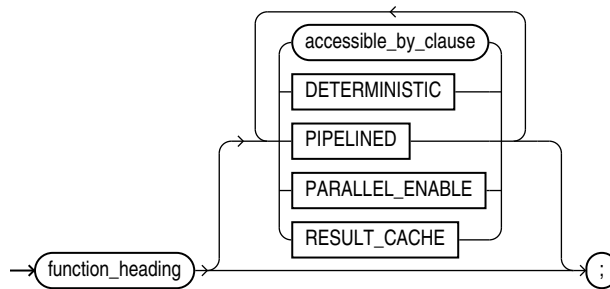 accessible_by_clause
DETERMINISTIC
PIPELINED
PARALLEL_ENABLE
RESULT_CACHE
function_heading ;